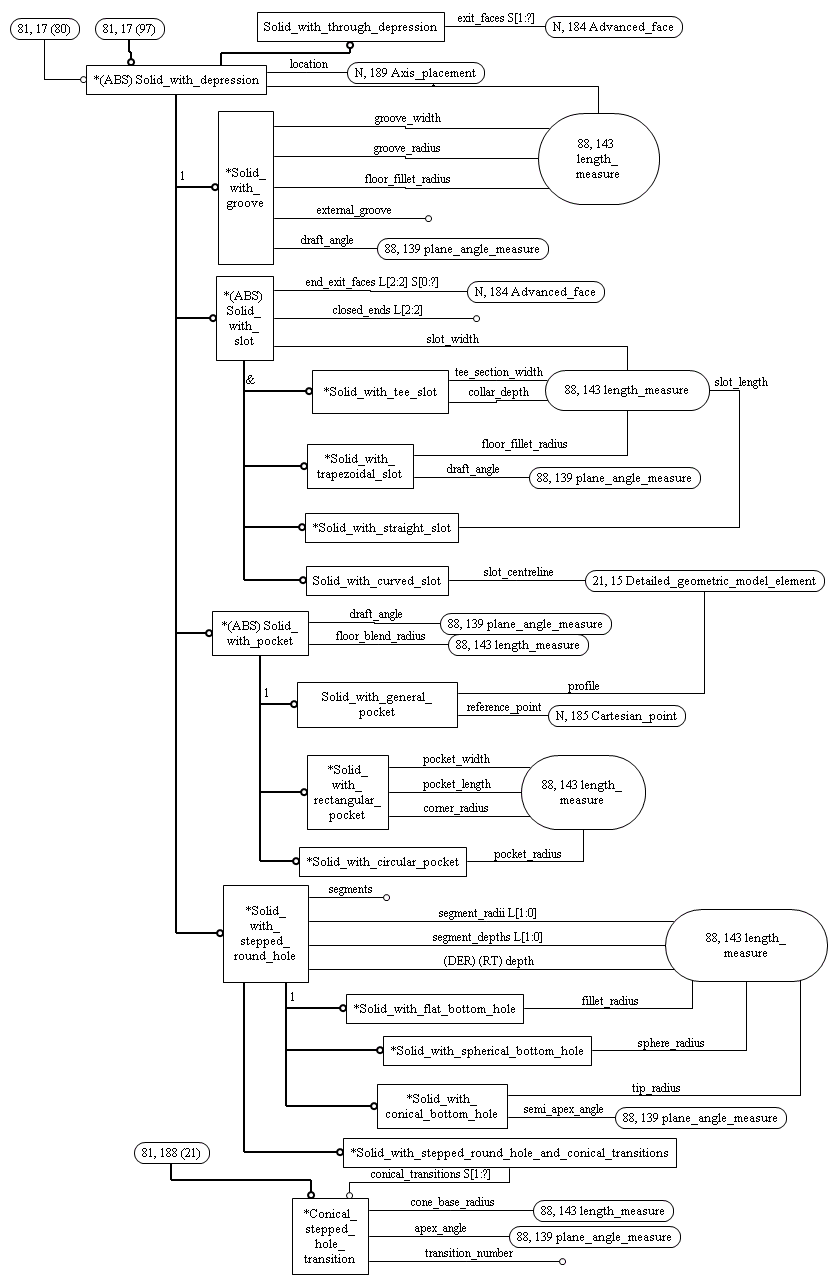 81, 17 (80)
81, 17 (97)
Solid_with_through_depression
exit_faces S[1:?]
N, 184 Advanced_face
*(ABS) Solid_with_depression
location
N, 189 Axis_placement
groove_width
groove_radius
floor_fillet_radius
external_groove
draft_angle
1
*Solid_
with_
groove
88, 143
length_
measure
88, 139 plane_angle_measure
*(ABS)
Solid_
with_
slot
end_exit_faces L[2:2] S[0:?]
N, 184 Advanced_face
closed_ends L[2:2]
slot_width
&
*Solid_with_tee_slot
tee_section_width
collar_depth
88, 143 length_measure
slot_length
*Solid_with_
trapezoidal_slot
floor_fillet_radius
draft_angle
88, 139 plane_angle_measure
*Solid_with_straight_slot
Solid_with_curved_slot
slot_centreline
21, 15 Detailed_geometric_model_element
*(ABS) Solid_
with_pocket
draft_angle
88, 139 plane_angle_measure
floor_blend_radius
88, 143 length_measure
1
Solid_with_general_
pocket
profile
reference_point
N, 185 Cartesian_point
*Solid_
with_
rectangular_
pocket
pocket_width
pocket_length
corner_radius
88, 143 length_
measure
*Solid_with_circular_pocket
pocket_radius
*Solid_
with_
stepped_
round_hole
segments
segment_radii L[1:0]
segment_depths L[1:0]
(DER) (RT) depth
88, 143 length_
measure
1
*Solid_with_flat_bottom_hole
fillet_radius
*Solid_with_spherical_bottom_hole
sphere_radius
*Solid_with_
conical_bottom_hole
tip_radius
semi_apex_angle
88, 139 plane_angle_measure
81, 188 (21)
*Solid_with_stepped_round_hole_and_conical_transitions
conical_transitions S[1:?]
*Conical_
stepped_
hole_
transition
cone_base_radius
88, 143 length_measure
apex_angle
88, 139 plane_angle_measure
transition_number